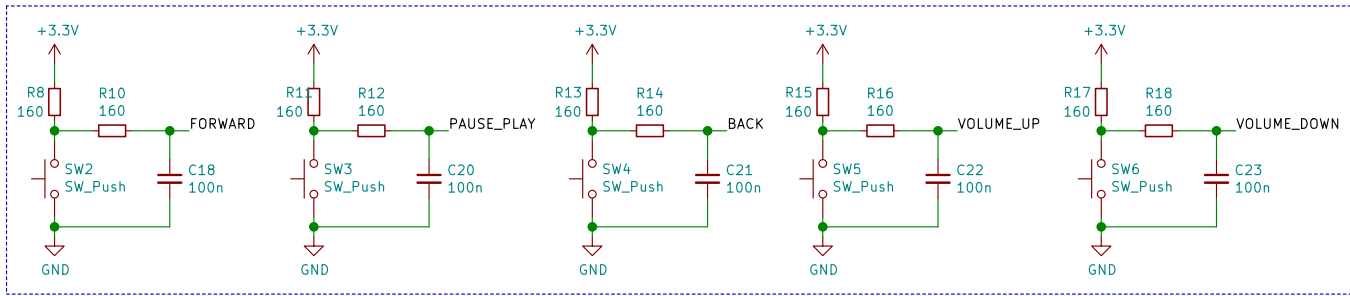 +3.3V
R8
160
R10
160
FORWARD
SW2
SW_Push
C18
100n
GND
+3.3V
R11
160
R12
160
PAUSE_PLAY
SW3
SW_Push
C20
100n
GND
+3.3V
R13
160
R14
160
BACK
SW4
SW_Push
C21
100n
GND
+3.3V
R15
160
R16
160
VOLUME_UP
SW5
SW_Push
C22
100n
GND
+3.3V
R17
160
R18
160
VOLUME_DOWN
SW6
SW_Push
C23
100n
GND